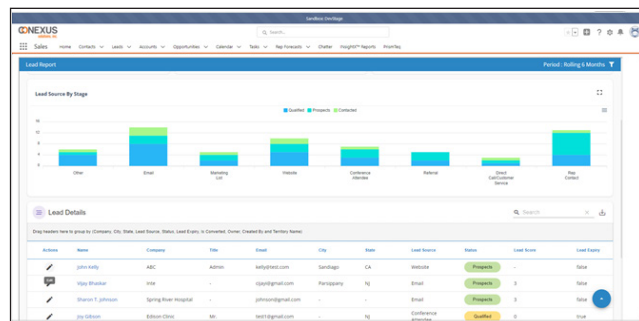 Sandbox DevStage
CONEXUS
Search...
Sales Home Contacts Leads Accounts Opportunities Calendar Tasks Rep Forecasts Chatter Insights™ Reports PromTeq
Lead Report Period : Rolling 6 Months
Lead Source By Stage
Qualified Prospects Contacted
16
12
8
4
0
Other Email Marketing List Website Conference Attendee Referral Direct Call/Customer Service Rep Contact
Lead Details Search
Drag headers here to group by (Company, City, State, Lead Source, Status, Lead Expiry, Is Converted, Owner, Created By and Territory Name)
Actions Name Company Title Email City State Lead Source Status Lead Score Lead Expiry
John Kelly ABC Admin kelly@test.com Sandiago CA Website Prospects - false
Edit Vijay Bhaskar Inte - vijay@gmail.com Parsippany NJ Email Prospects 3 false
Sharon T. Johnson Spring River Hospital - johnson@gmail.com - Email Prospects 3 false
Joy Gibson Edison Clinic Mr. test1@gmail.com - NJ Conference Attendee Qualified 0 true